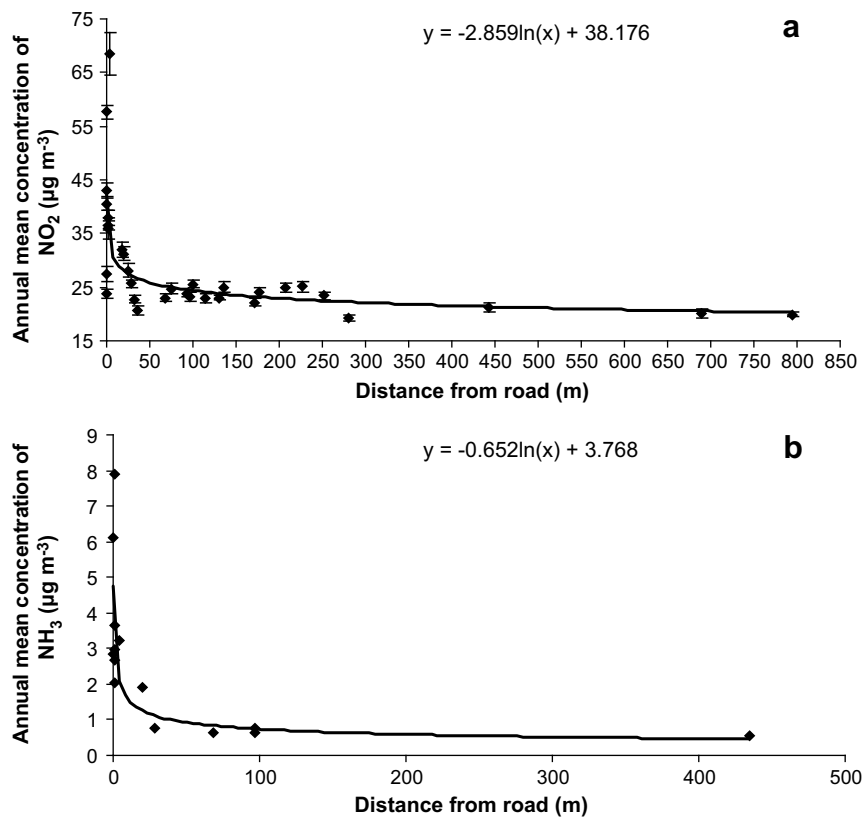 y = -2.859ln(x) + 38.176
a
Annual mean concentration of
NO₂ (µg m⁻³)
75
65
55
45
35
25
15
0 50 100 150 200 250 300 350 400 450 500 550 600 650 700 750 800 850
Distance from road (m)
y = -0.652ln(x) + 3.768
b
Annual mean concentration of
NH₃ (µg m⁻³)
9
8
7
6
5
4
3
2
1
0
0 100 200 300 400 500
Distance from road (m)